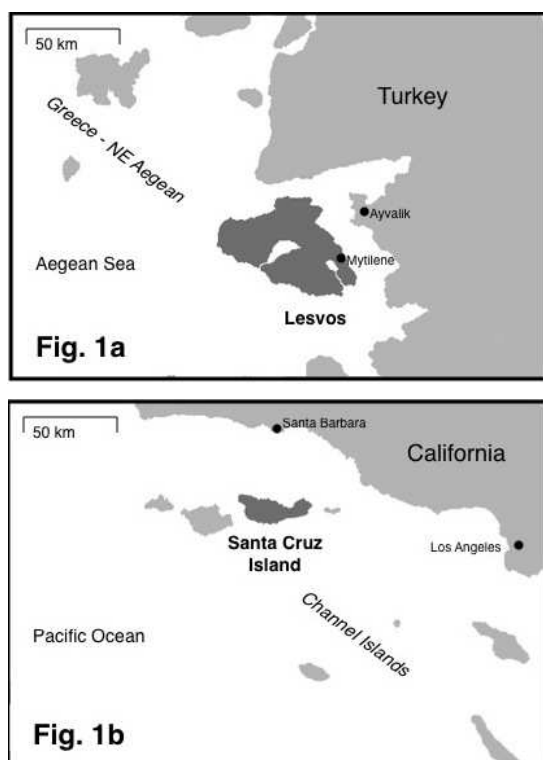 50 km
Turkey
Greece - NE Aegean
Ayvalik
Mytilene
Aegean Sea
Lesvos
Fig. 1a
50 km
Santa Barbara
California
Santa Cruz
Island
Los Angeles
Channel Islands
Pacific Ocean
Fig. 1b